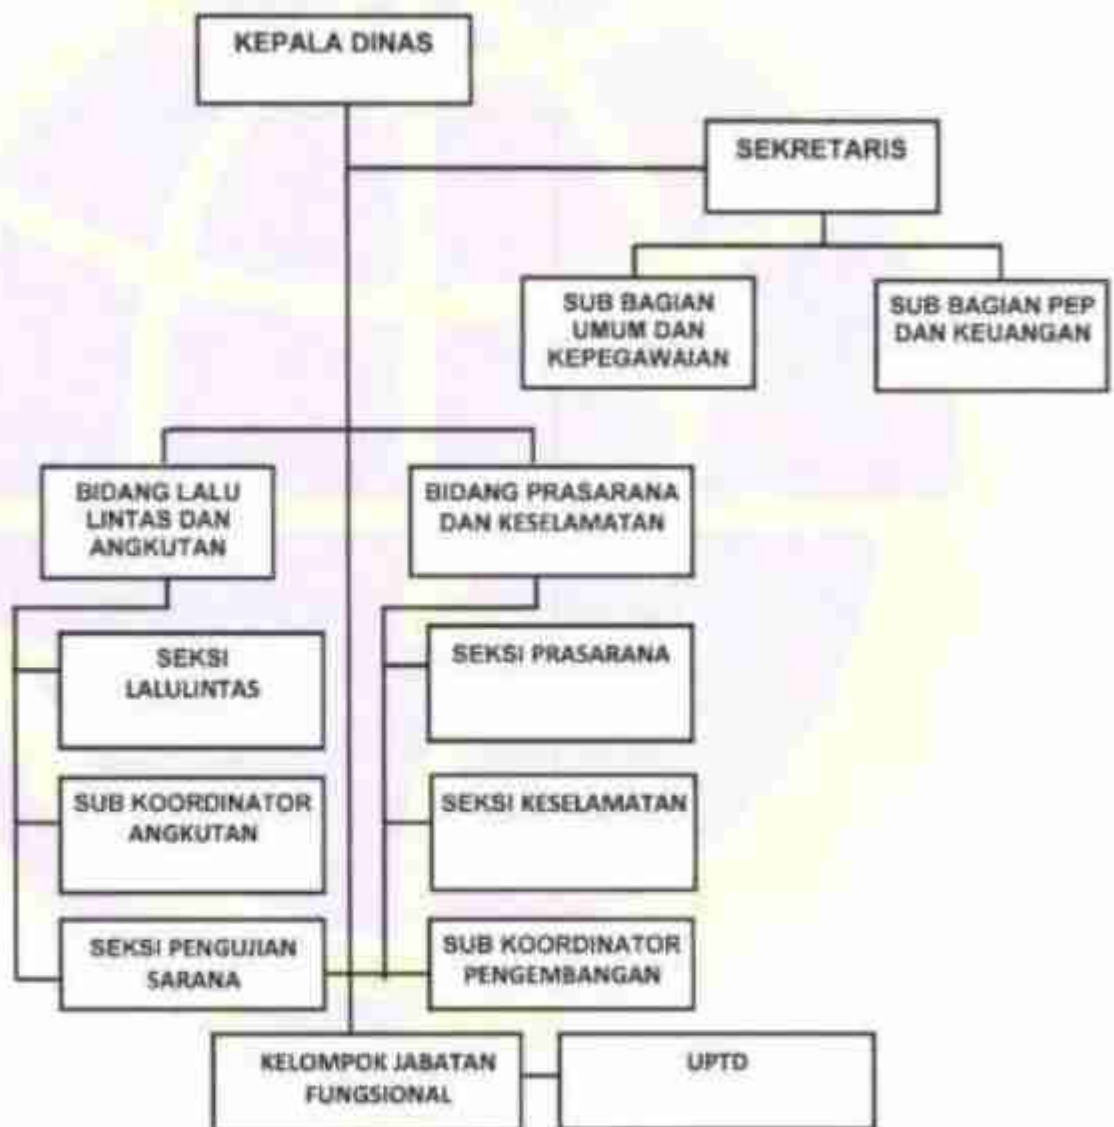 KEPALA DINAS
SEKRETARIS
SUB BAGIAN
UMUM DAN
KEPEGAWAIAN
SUB BAGIAN PEP
DAN KEUANGAN
BIDANG LALU
LINTAS DAN
ANGKUTAN
BIDANG PRASARANA
DAN KESELAMATAN
SEKSI
LALULINTAS
SEKSI PRASARANA
SUB KOORDINATOR
ANGKUTAN
SEKSI KESELAMATAN
SEKSI PENGUJIAN
SARANA
SUB KOORDINATOR
PENGEMBANGAN
KELOMPOK JABATAN
FUNGSIONAL
UPTD